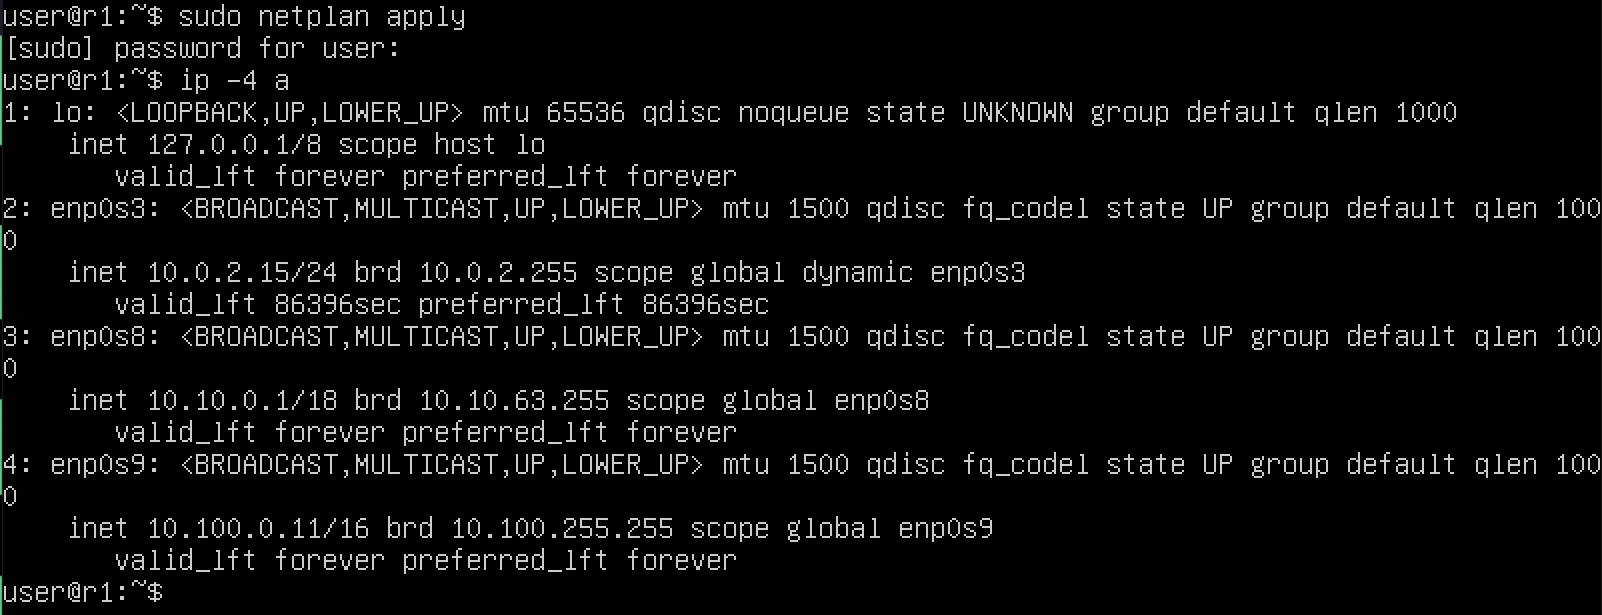 user@r1:~$ sudo netplan apply
[sudo] password for user:
user@r1:~$ ip -4 a
1: lo: <LOOPBACK,UP,LOWER_UP> mtu 65536 qdisc noqueue state UNKNOWN group default qlen 1000
    inet 127.0.0.1/8 scope host lo
       valid_lft forever preferred_lft forever
2: enp0s3: <BROADCAST,MULTICAST,UP,LOWER_UP> mtu 1500 qdisc fq_codel state UP group default qlen 100
0
    inet 10.0.2.15/24 brd 10.0.2.255 scope global dynamic enp0s3
       valid_lft 86396sec preferred_lft 86396sec
3: enp0s8: <BROADCAST,MULTICAST,UP,LOWER_UP> mtu 1500 qdisc fq_codel state UP group default qlen 100
0
    inet 10.10.0.1/18 brd 10.10.63.255 scope global enp0s8
       valid_lft forever preferred_lft forever
4: enp0s9: <BROADCAST,MULTICAST,UP,LOWER_UP> mtu 1500 qdisc fq_codel state UP group default qlen 100
0
    inet 10.100.0.11/16 brd 10.100.255.255 scope global enp0s9
       valid_lft forever preferred_lft forever
user@r1:~$